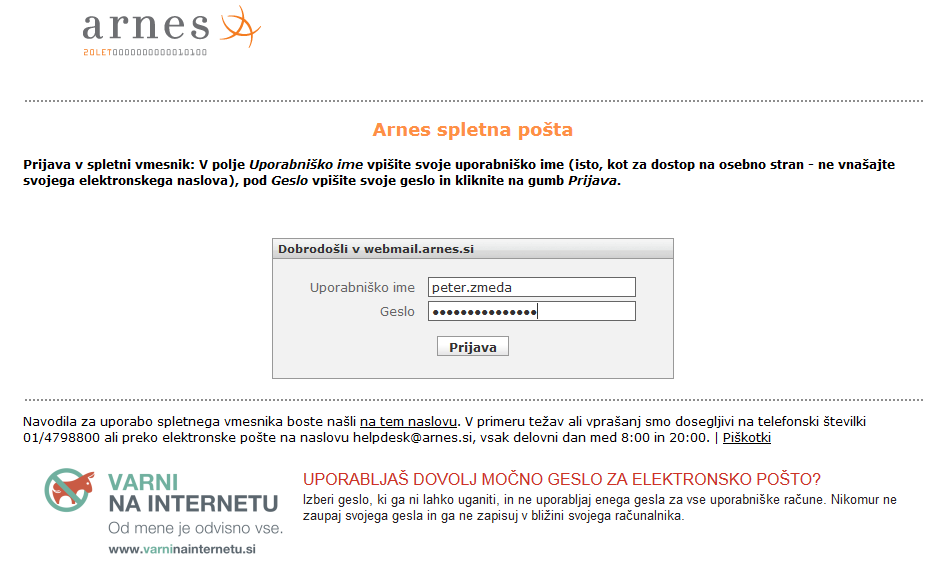 arnes
20LET0000000000010100
Arnes spletna pošta
Prijava v spletni vmesnik: V polje Uporabniško ime vpišite svoje uporabniško ime (isto, kot za dostop na osebno stran - ne vnašajte
svojega elektronskega naslova), pod Geslo vpišite svoje geslo in kliknite na gumb Prijava.
Dobrodošli v webmail.arnes.si
Uporabniško ime peter.zmeda
Geslo •••••••••••••••
Prijava
Navodila za uporabo spletnega vmesnika boste našli na tem naslovu. V primeru težav ali vprašanj smo dosegljivi na telefonski številki
01/4798800 ali preko elektronske pošte na naslovu helpdesk@arnes.si, vsak delovni dan med 8:00 in 20:00. | Piškotki
VARNI
NA INTERNETU
Od mene je odvisno vse.
www.varninainternetu.si
UPORABLJAŠ DOVOLJ MOČNO GESLO ZA ELEKTRONSKO POŠTO?
Izberi geslo, ki ga ni lahko uganiti, in ne uporabljaj enega gesla za vse uporabniške račune. Nikomur ne
zaupaj svojega gesla in ga ne zapisuj v bližini svojega računalnika.